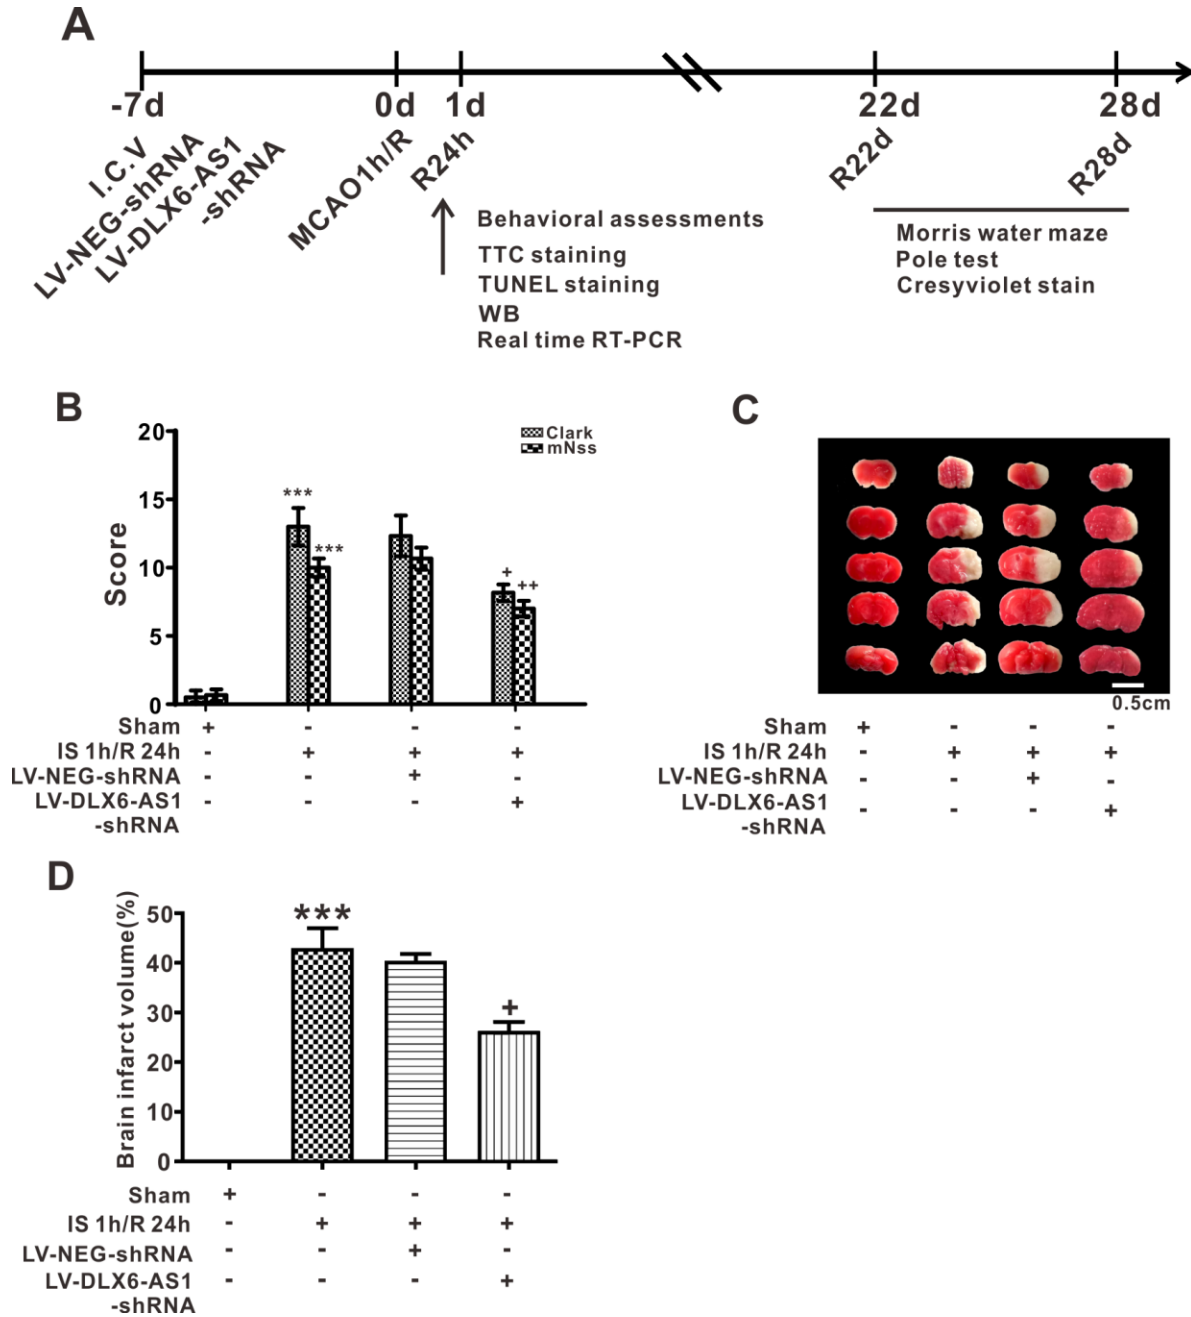 A
-7d
0d
1d
22d
28d
I.C.V
LV-NEG-shRNA
LV-DLX6-AS1
-shRNA
MCAO1h/R
R24h
R22d
R28d
Behavioral assessments
TTC staining
TUNEL staining
WB
Real time RT-PCR
Morris water maze
Pole test
Cresyviolet stain
B
Score
20
15
10
5
0
Clark
mNss
***
***
+
++
Sham + - - -
IS 1h/R 24h - + + +
LV-NEG-shRNA - - + -
LV-DLX6-AS1 - - - +
-shRNA
C
0.5cm
Sham + - - -
IS 1h/R 24h - + + +
LV-NEG-shRNA - - + -
LV-DLX6-AS1 - - - +
-shRNA
D
Brain infarct volume(%)
50
40
30
20
10
0
***
+
Sham + - - -
IS 1h/R 24h - + + +
LV-NEG-shRNA - - + -
LV-DLX6-AS1 - - - +
-shRNA